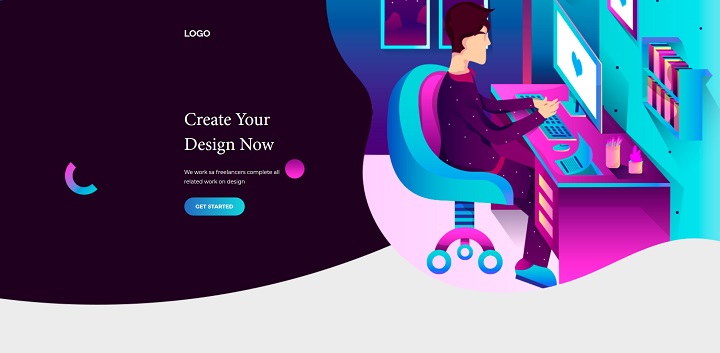 LOGO
Create Your
Design Now
We work sa freelancers complete all
related work on design
GET STARTED